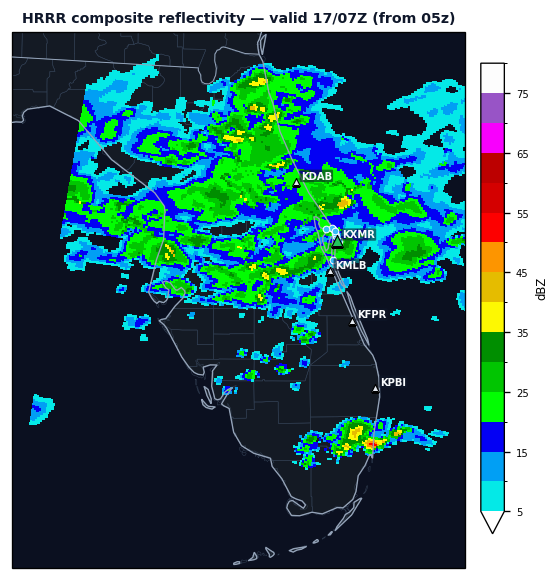 HRRR composite reflectivity — valid 17/07Z (from 05z)
75
65
KDAB
55
KXMR
45
KMLB
dBZ
35
KFPR
25
KPBI
15
5